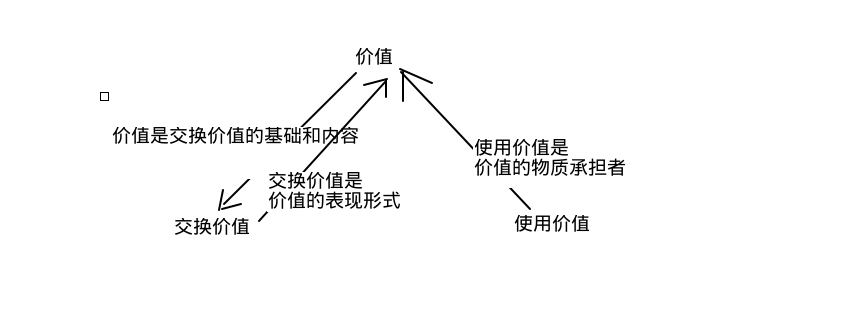 价值
价值是交换价值的基础和内容
使用价值是
价值的物质承担者
交换价值是
价值的表现形式
交换价值
使用价值